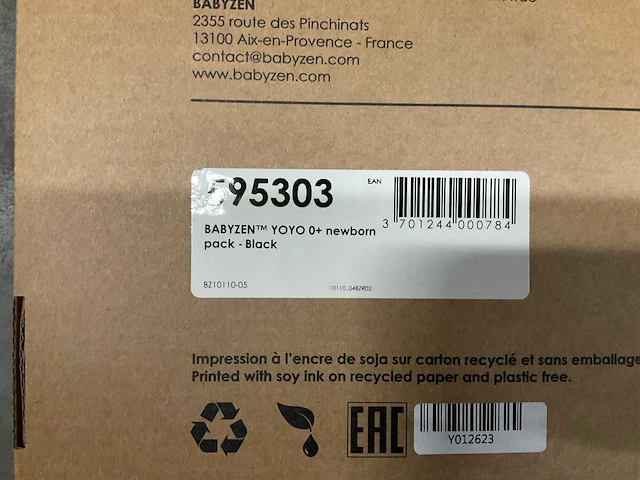 BABYZEN
2355 route des Pinchinats
13100 Aix-en-Provence - France
contact@babyzen.com
www.babyzen.com
595303
EAN
3 701244 000784
BABYZEN™ YOYO 0+ newborn
pack - Black
BZ10110-05
10110_04BZR02
Impression à l'encre de soja sur carton recyclé et sans emballage
Printed with soy ink on recycled paper and plastic free.
EAC
Y012623